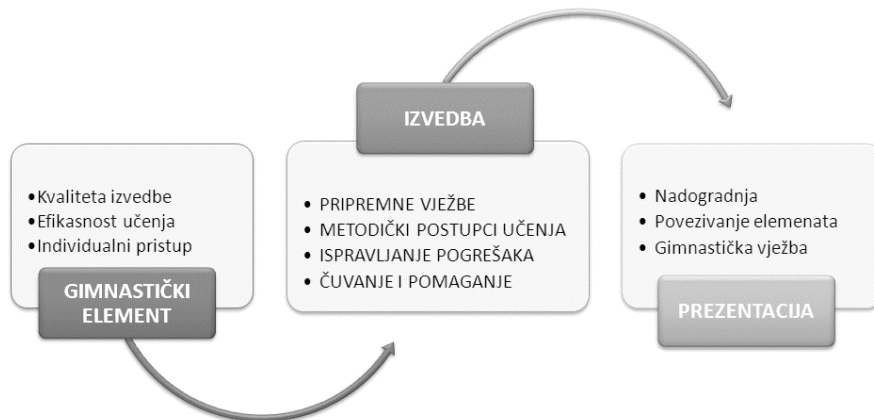 •Kvaliteta izvedbe
•Efikasnost učenja
•Individualni pristup
GIMNASTIČKI
ELEMENT
IZVEDBA
• PRIPREMNE VJEŽBE
• METODIČKI POSTUPCI UČENJA
• ISPRAVLJANJE POGREŠAKA
• ČUVANJE I POMAGANJE
• Nadogradnja
• Povezivanje elemenata
• Gimnastička vježba
PREZENTACIJA